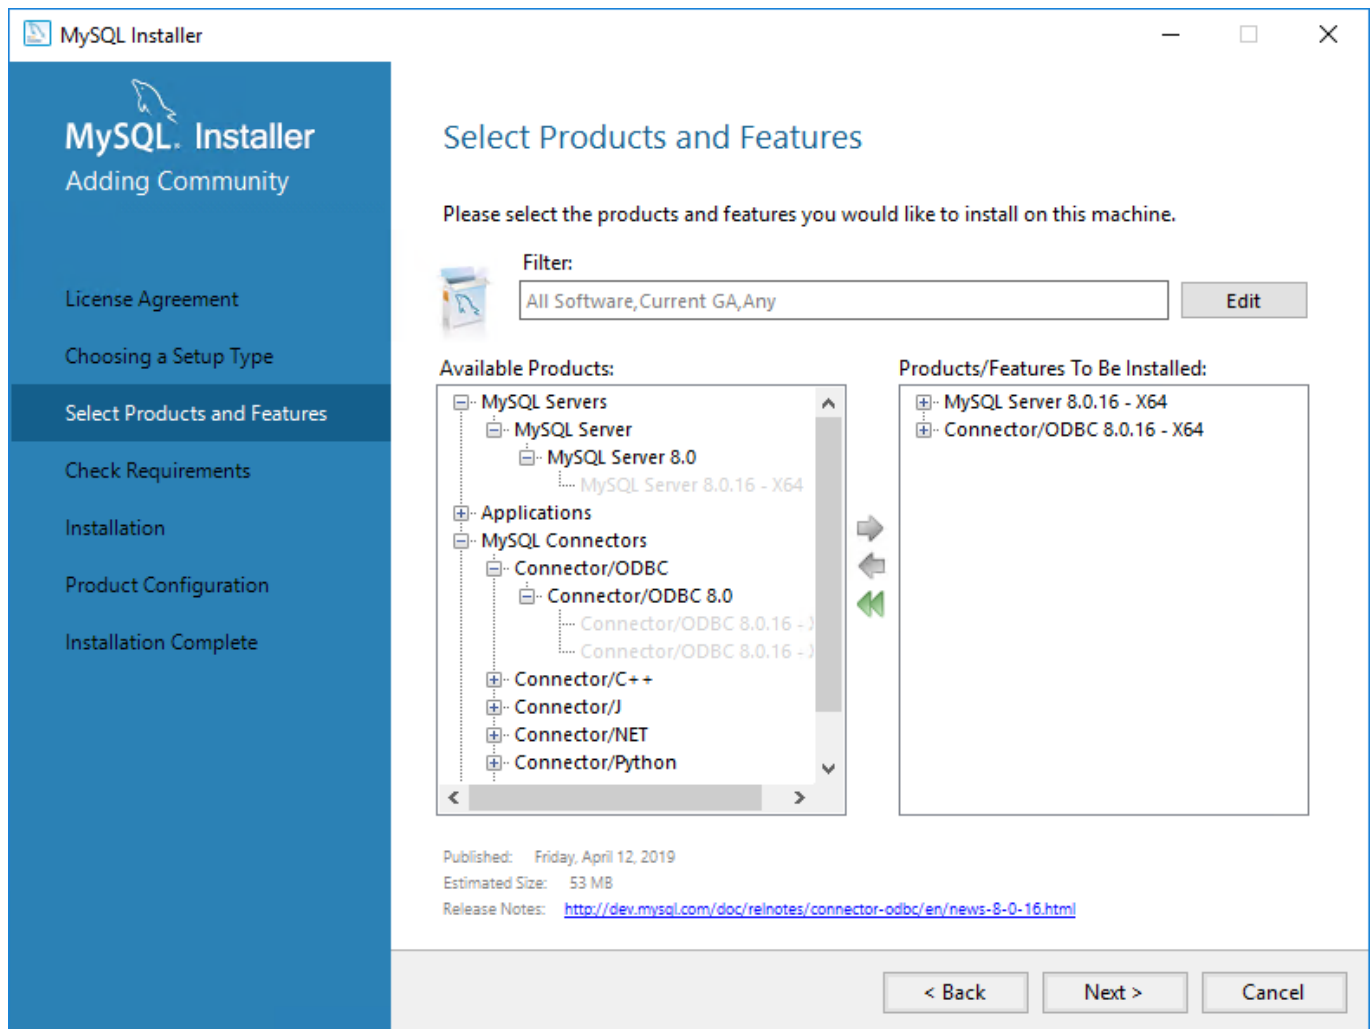 MySQL Installer
MySQL. Installer
Adding Community
License Agreement
Choosing a Setup Type
Select Products and Features
Check Requirements
Installation
Product Configuration
Installation Complete
Select Products and Features
Please select the products and features you would like to install on this machine.
Filter:
All Software,Current GA,Any
Edit
Available Products:
MySQL Servers
MySQL Server
MySQL Server 8.0
MySQL Server 8.0.16 - X64
Applications
MySQL Connectors
Connector/ODBC
Connector/ODBC 8.0
Connector/ODBC 8.0.16 -
Connector/ODBC 8.0.16 -
Connector/C++
Connector/J
Connector/NET
Connector/Python
Products/Features To Be Installed:
MySQL Server 8.0.16 - X64
Connector/ODBC 8.0.16 - X64
Published: Friday, April 12, 2019
Estimated Size: 53 MB
Release Notes: http://dev.mysql.com/doc/relnotes/connector-odbc/en/news-8-0-16.html
< Back
Next >
Cancel